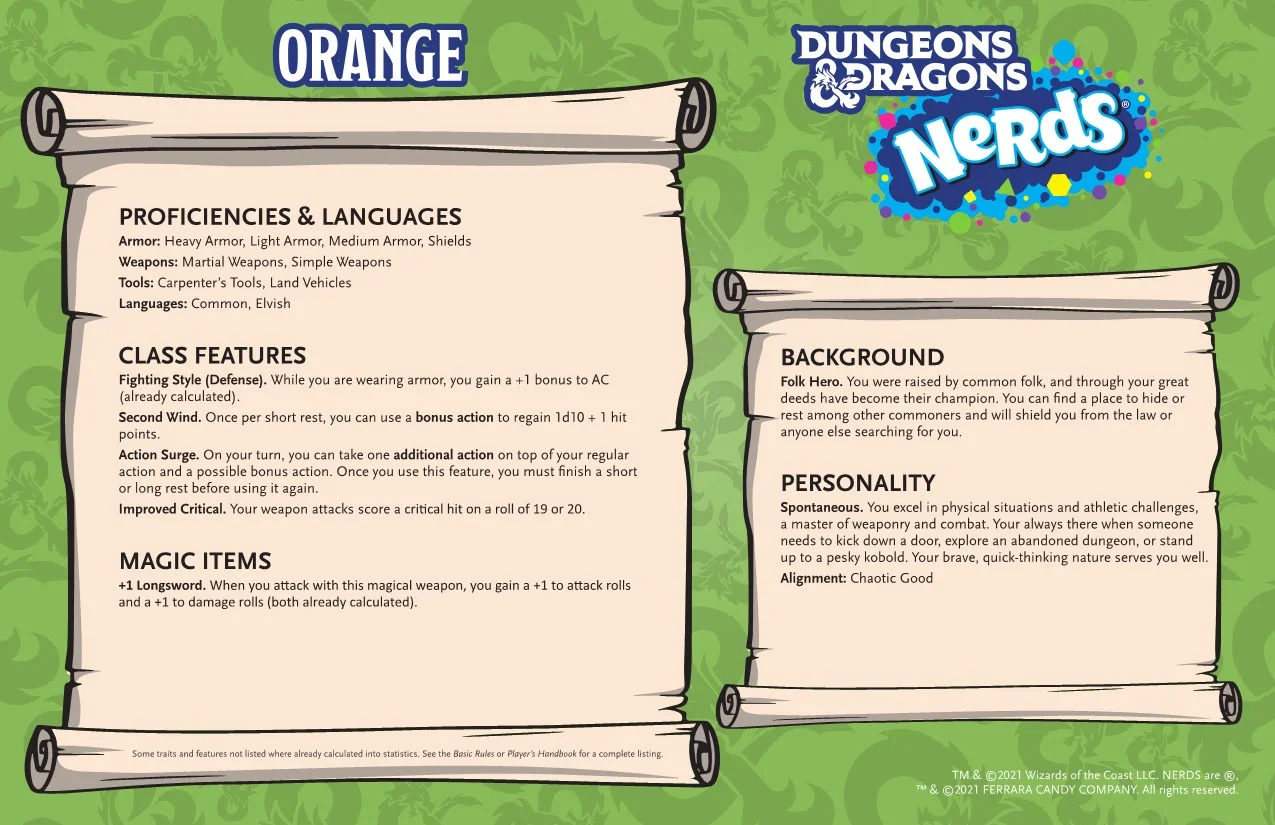 ORANGE
PROFICIENCIES & LANGUAGES
Armor: Heavy Armor, Light Armor, Medium Armor, Shields
Weapons: Martial Weapons, Simple Weapons
Tools: Carpenter's Tools, Land Vehicles
Languages: Common, Elvish
CLASS FEATURES
Fighting Style (Defense). While you are wearing armor, you gain a +1 bonus to AC
(already calculated).
Second Wind. Once per short rest, you can use a bonus action to regain 1d10 + 1 hit
points.
Action Surge. On your turn, you can take one additional action on top of your regular
action and a possible bonus action. Once you use this feature, you must finish a short
or long rest before using it again.
Improved Critical. Your weapon attacks score a critical hit on a roll of 19 or 20.
MAGIC ITEMS
+1 Longsword. When you attack with this magical weapon, you gain a +1 to attack rolls
and a +1 to damage rolls (both already calculated).
Some traits and features not listed where already calculated into statistics. See the Basic Rules or Player's Handbook for a complete listing.
DUNGEONS
& DRAGONS
NeRdS®
BACKGROUND
Folk Hero. You were raised by common folk, and through your great
deeds have become their champion. You can find a place to hide or
rest among other commoners and will shield you from the law or
anyone else searching for you.
PERSONALITY
Spontaneous. You excel in physical situations and athletic challenges,
a master of weaponry and combat. Your always there when someone
needs to kick down a door, explore an abandoned dungeon, or stand
up to a pesky kobold. Your brave, quick-thinking nature serves you well.
Alignment: Chaotic Good
TM & ©2021 Wizards of the Coast LLC. NERDS are ®,
™ & ©2021 FERRARA CANDY COMPANY. All rights reserved.